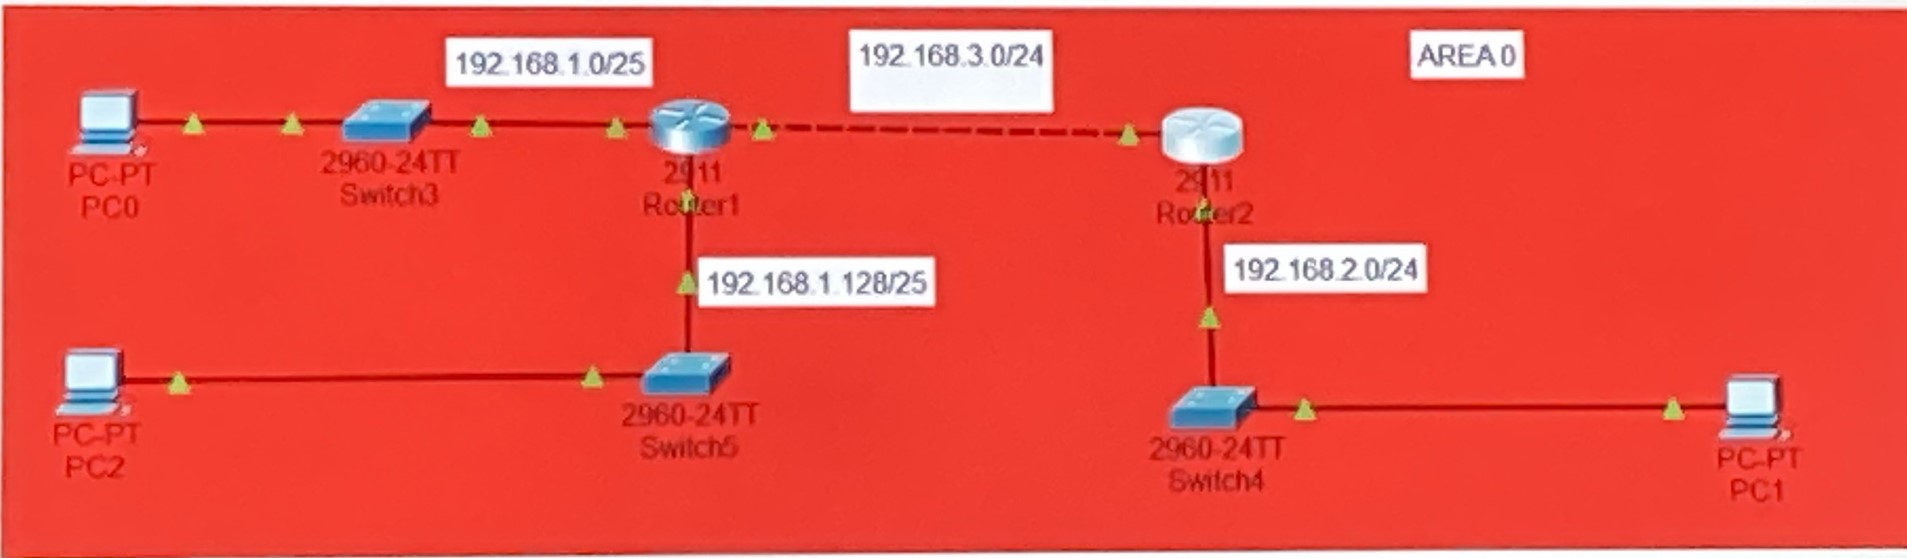 192.168.1.0/25
192.168.3.0/24
AREA 0
PC-PT
PC0
2960-24TT
Switch3
2911
Router1
2911
Router2
192.168.1.128/25
192.168.2.0/24
PC-PT
PC2
2960-24TT
Switch5
2960-24TT
Switch4
PC-PT
PC1